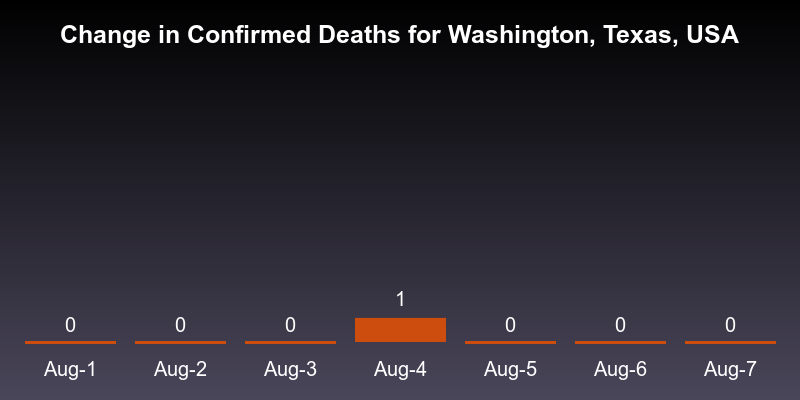 Change in Confirmed Deaths for Washington, Texas, USA
0 0 0 1 0 0 0
Aug-1 Aug-2 Aug-3 Aug-4 Aug-5 Aug-6 Aug-7